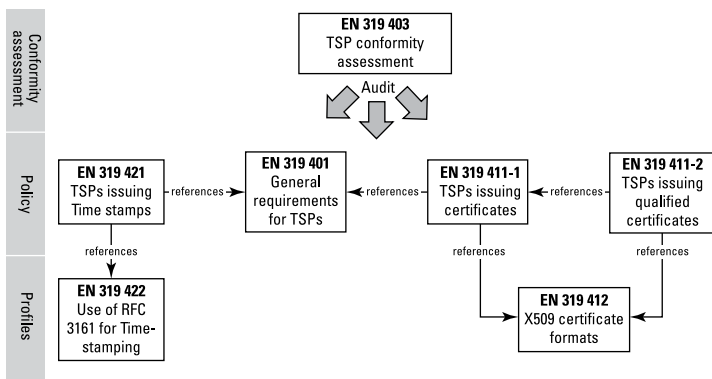 Conformity
assessment
EN 319 403
TSP conformity
assessment
Audit
Policy
EN 319 421
TSPs issuing
Time stamps
references
EN 319 401
General
requirements
for TSPs
references
EN 319 411-1
TSPs issuing
certificates
references
EN 319 411-2
TSPs issuing
qualified
certificates
references
references
references
Profiles
EN 319 422
Use of RFC
3161 for Time-
stamping
EN 319 412
X509 certificate
formats